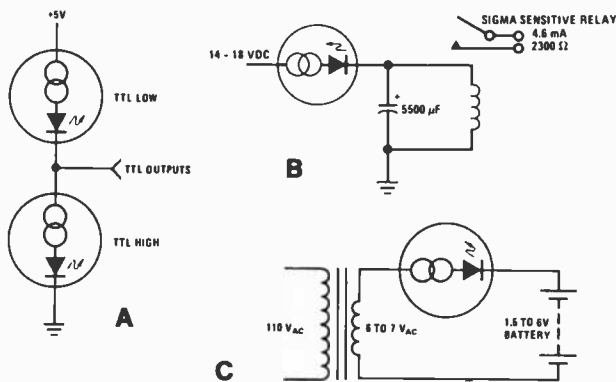 +5V
TTL LOW
TTL OUTPUTS
TTL HIGH
A
14 - 18 VDC
+
5500 µF
SIGMA SENSITIVE RELAY
4.6 mA
2300 Ω
B
110 VAC
6 TO 7 VAC
1.5 TO 6V
BATTERY
C